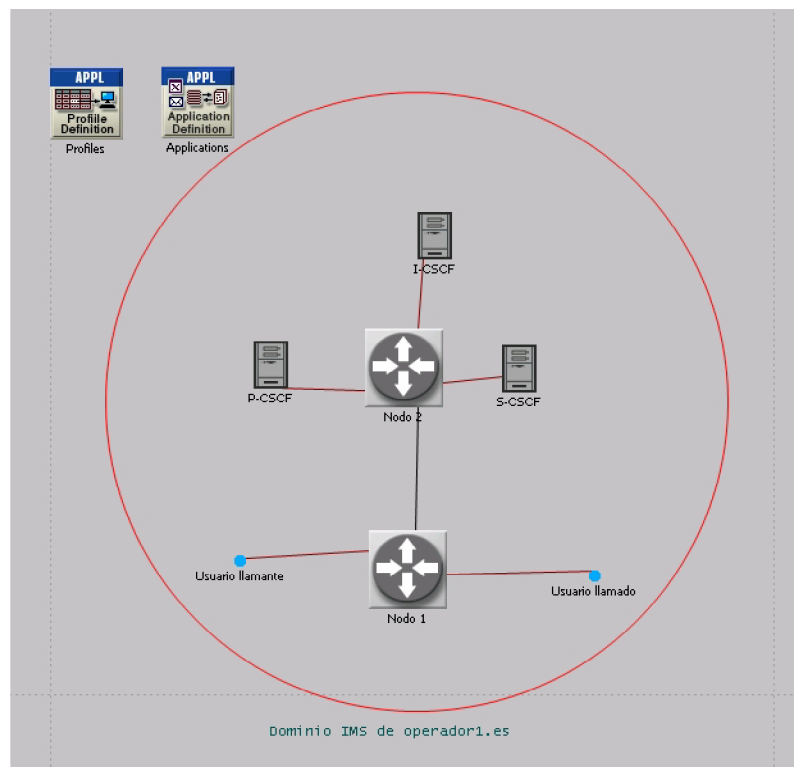 APPL
Profile
Definition
Profiles
APPL
Application
Definition
Applications
I-CSCF
P-CSCF
S-CSCF
Nodo 2
Usuario llamante
Usuario llamado
Nodo 1
Dominio IMS de operador1.es